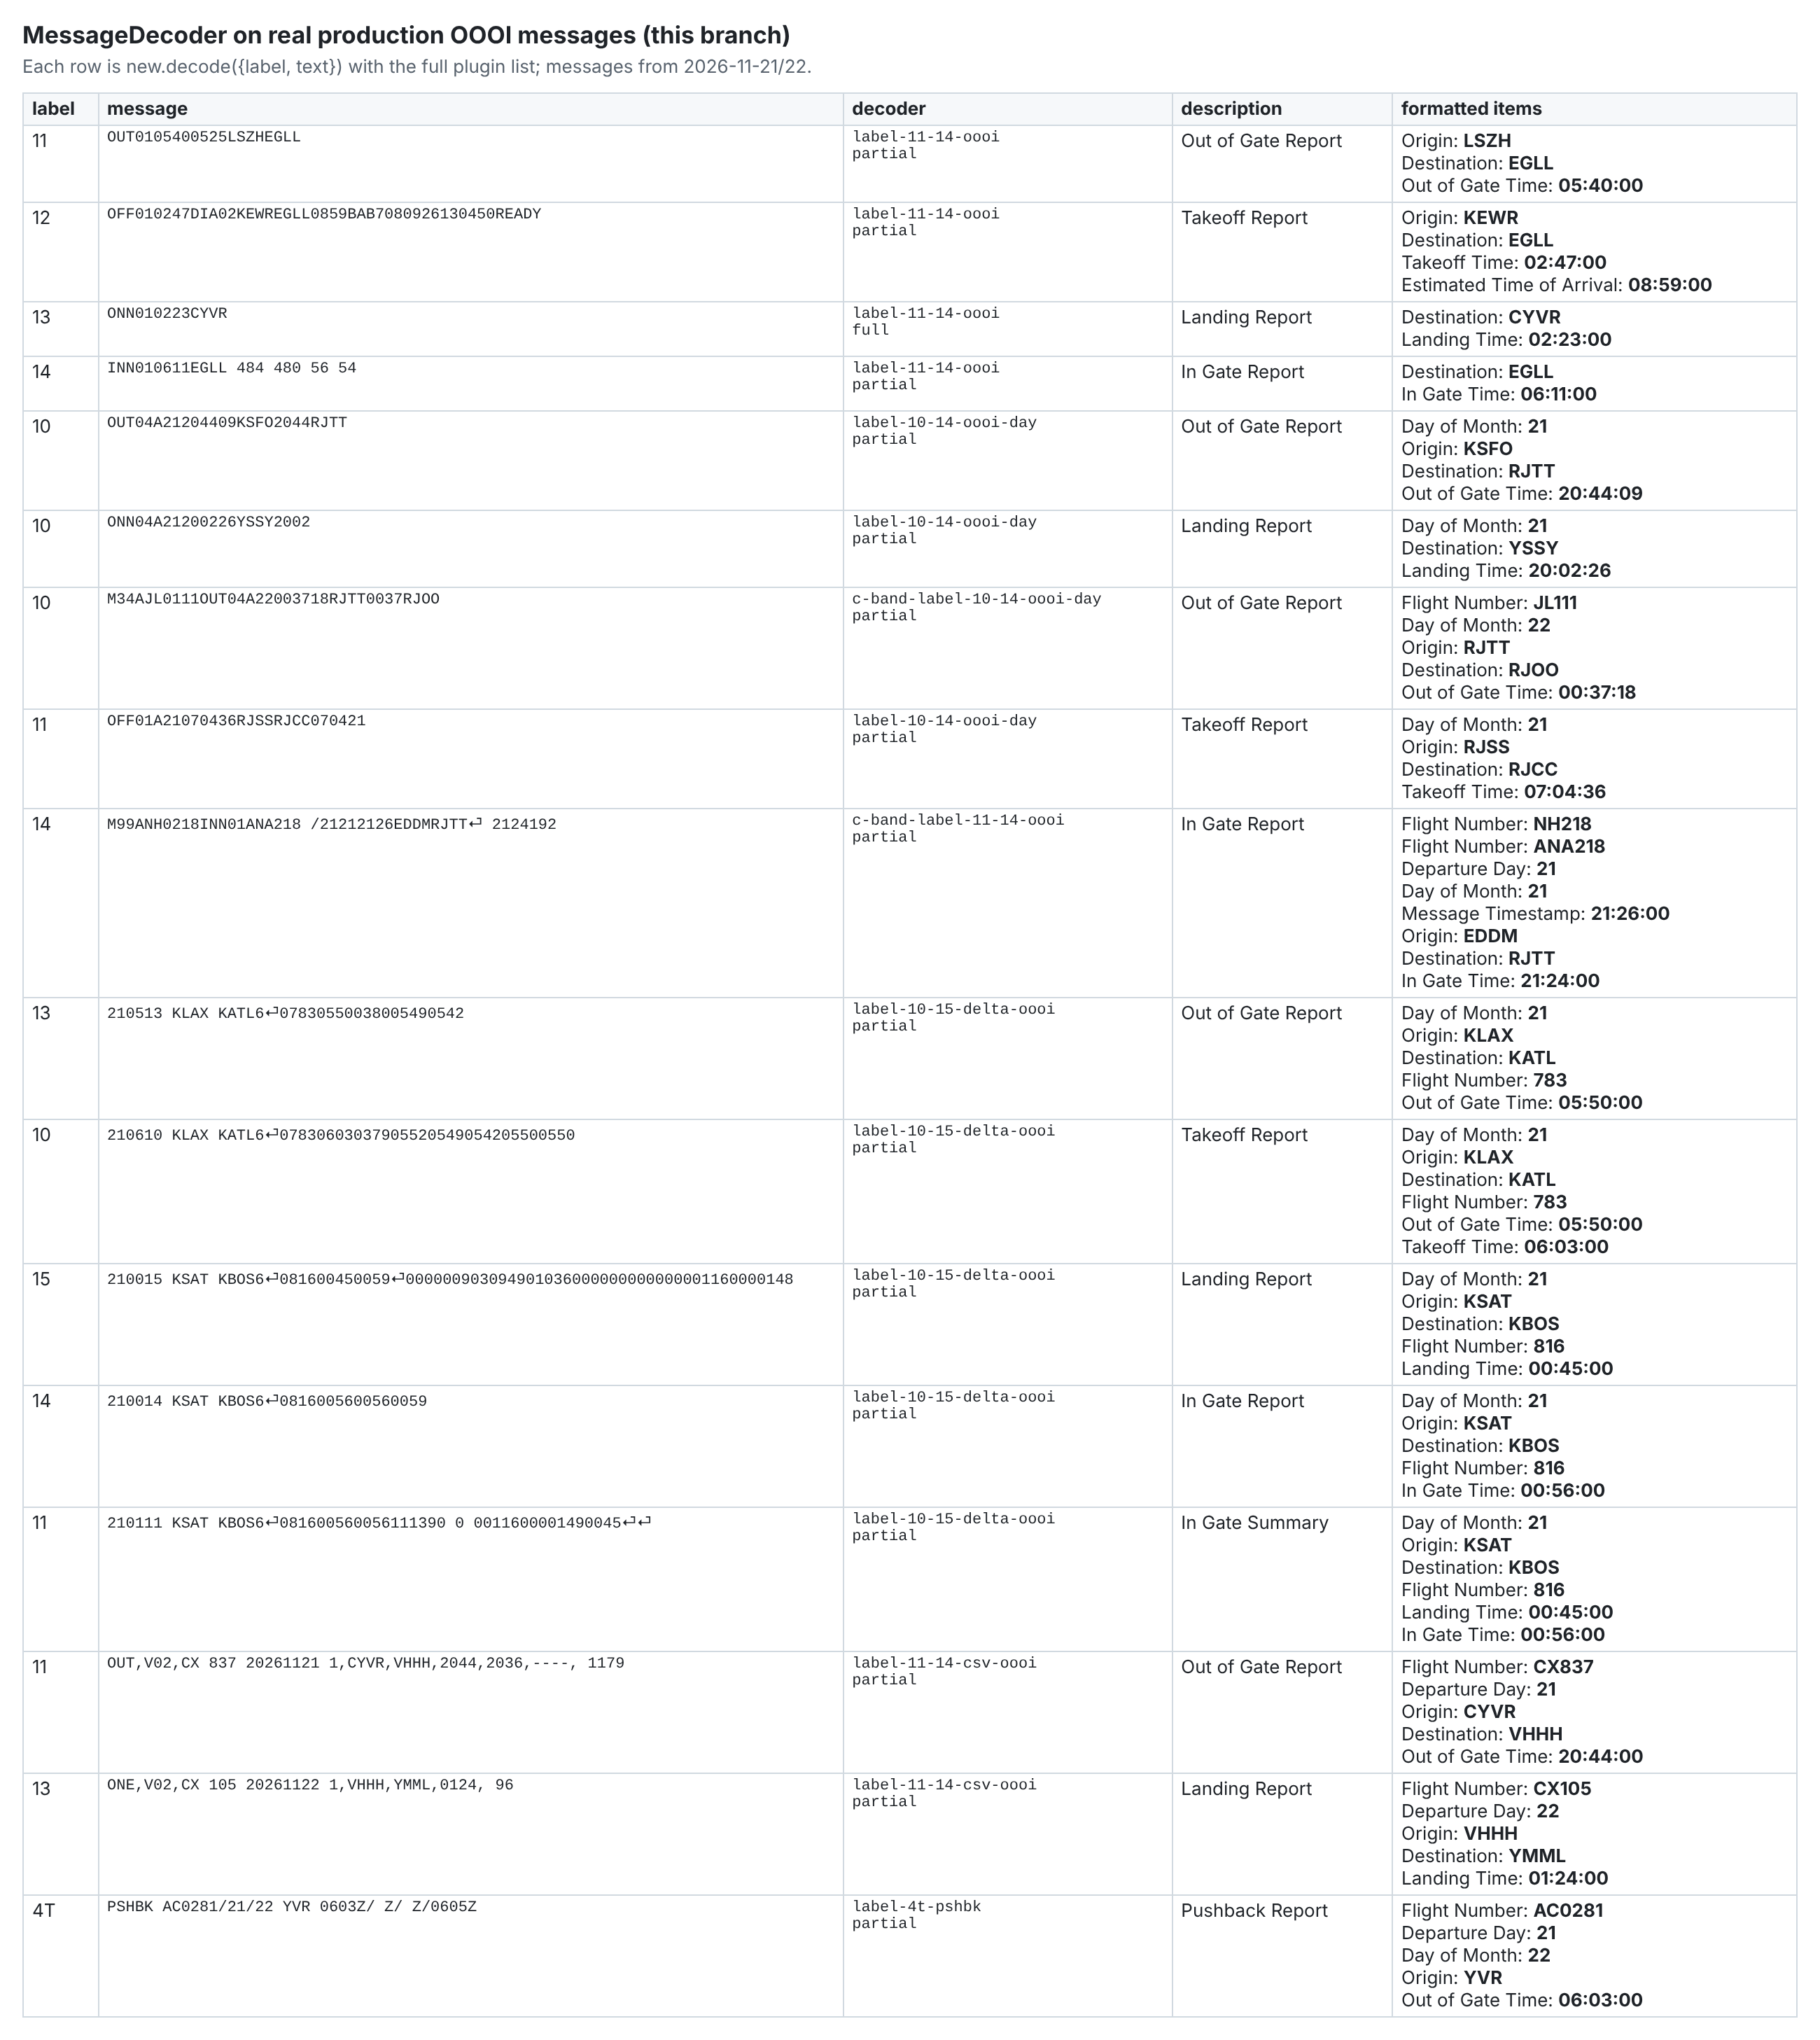 MessageDecoder on real production OOOI messages (this branch)
Each row is new.decode({label, text}) with the full plugin list; messages from 2026-11-21/22.
label message decoder description formatted items
11 OUT0105400525LSZHEGLL label-11-14-oooi partial Out of Gate Report Origin: LSZH
Destination: EGLL
Out of Gate Time: 05:40:00
12 OFF010247DIA02KEWREGLL0859BAB7080926130450READY label-11-14-oooi partial Takeoff Report Origin: KEWR
Destination: EGLL
Takeoff Time: 02:47:00
Estimated Time of Arrival: 08:59:00
13 ONN010223CYVR label-11-14-oooi full Landing Report Destination: CYVR
Landing Time: 02:23:00
14 INN010611EGLL 484 480 56 54 label-11-14-oooi partial In Gate Report Destination: EGLL
In Gate Time: 06:11:00
10 OUT04A21204409KSFO2044RJTT label-10-14-oooi-day partial Out of Gate Report Day of Month: 21
Origin: KSFO
Destination: RJTT
Out of Gate Time: 20:44:09
10 ONN04A21200226YSSY2002 label-10-14-oooi-day partial Landing Report Day of Month: 21
Destination: YSSY
Landing Time: 20:02:26
10 M34AJL0111OUT04A22003718RJTT0037RJOO c-band-label-10-14-oooi-day partial Out of Gate Report Flight Number: JL111
Day of Month: 22
Origin: RJTT
Destination: RJOO
Out of Gate Time: 00:37:18
11 OFF01A21070436RJSSRJCC070421 label-10-14-oooi-day partial Takeoff Report Day of Month: 21
Origin: RJSS
Destination: RJCC
Takeoff Time: 07:04:36
14 M99ANH0218INN01ANA218 /21212126EDDMRJTT⏎ 2124192 c-band-label-11-14-oooi partial In Gate Report Flight Number: NH218
Flight Number: ANA218
Departure Day: 21
Day of Month: 21
Message Timestamp: 21:26:00
Origin: EDDM
Destination: RJTT
In Gate Time: 21:24:00
13 210513 KLAX KATL6⏎07830550038005490542 label-10-15-delta-oooi partial Out of Gate Report Day of Month: 21
Origin: KLAX
Destination: KATL
Flight Number: 783
Out of Gate Time: 05:50:00
10 210610 KLAX KATL6⏎07830603037905520549054205500550 label-10-15-delta-oooi partial Takeoff Report Day of Month: 21
Origin: KLAX
Destination: KATL
Flight Number: 783
Out of Gate Time: 05:50:00
Takeoff Time: 06:03:00
15 210015 KSAT KBOS6⏎081600450059⏎000000903094901036000000000000001160000148 label-10-15-delta-oooi partial Landing Report Day of Month: 21
Origin: KSAT
Destination: KBOS
Flight Number: 816
Landing Time: 00:45:00
14 210014 KSAT KBOS6⏎0816005600560059 label-10-15-delta-oooi partial In Gate Report Day of Month: 21
Origin: KSAT
Destination: KBOS
Flight Number: 816
In Gate Time: 00:56:00
11 210111 KSAT KBOS6⏎081600560056111390 0 0011600001490045⏎⏎ label-10-15-delta-oooi partial In Gate Summary Day of Month: 21
Origin: KSAT
Destination: KBOS
Flight Number: 816
Landing Time: 00:45:00
In Gate Time: 00:56:00
11 OUT,V02,CX 837 20261121 1,CYVR,VHHH,2044,2036,----, 1179 label-11-14-csv-oooi partial Out of Gate Report Flight Number: CX837
Departure Day: 21
Origin: CYVR
Destination: VHHH
Out of Gate Time: 20:44:00
13 ONE,V02,CX 105 20261122 1,VHHH,YMML,0124, 96 label-11-14-csv-oooi partial Landing Report Flight Number: CX105
Departure Day: 22
Origin: VHHH
Destination: YMML
Landing Time: 01:24:00
4T PSHBK AC0281/21/22 YVR 0603Z/ Z/ Z/0605Z label-4t-pshbk partial Pushback Report Flight Number: AC0281
Departure Day: 21
Day of Month: 22
Origin: YVR
Out of Gate Time: 06:03:00